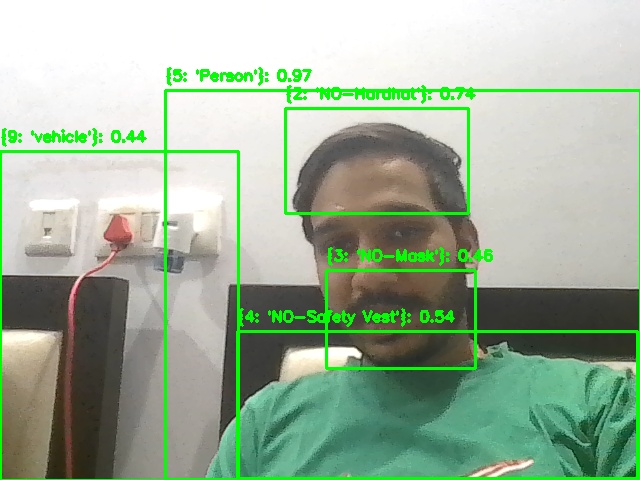 {5: 'Person'}: 0.97
{2: 'NO-Hardhat'}: 0.74
{9: 'vehicle'}: 0.44
{3: 'NO-Mask'}: 0.46
{4: 'NO-Safety Vest'}: 0.54